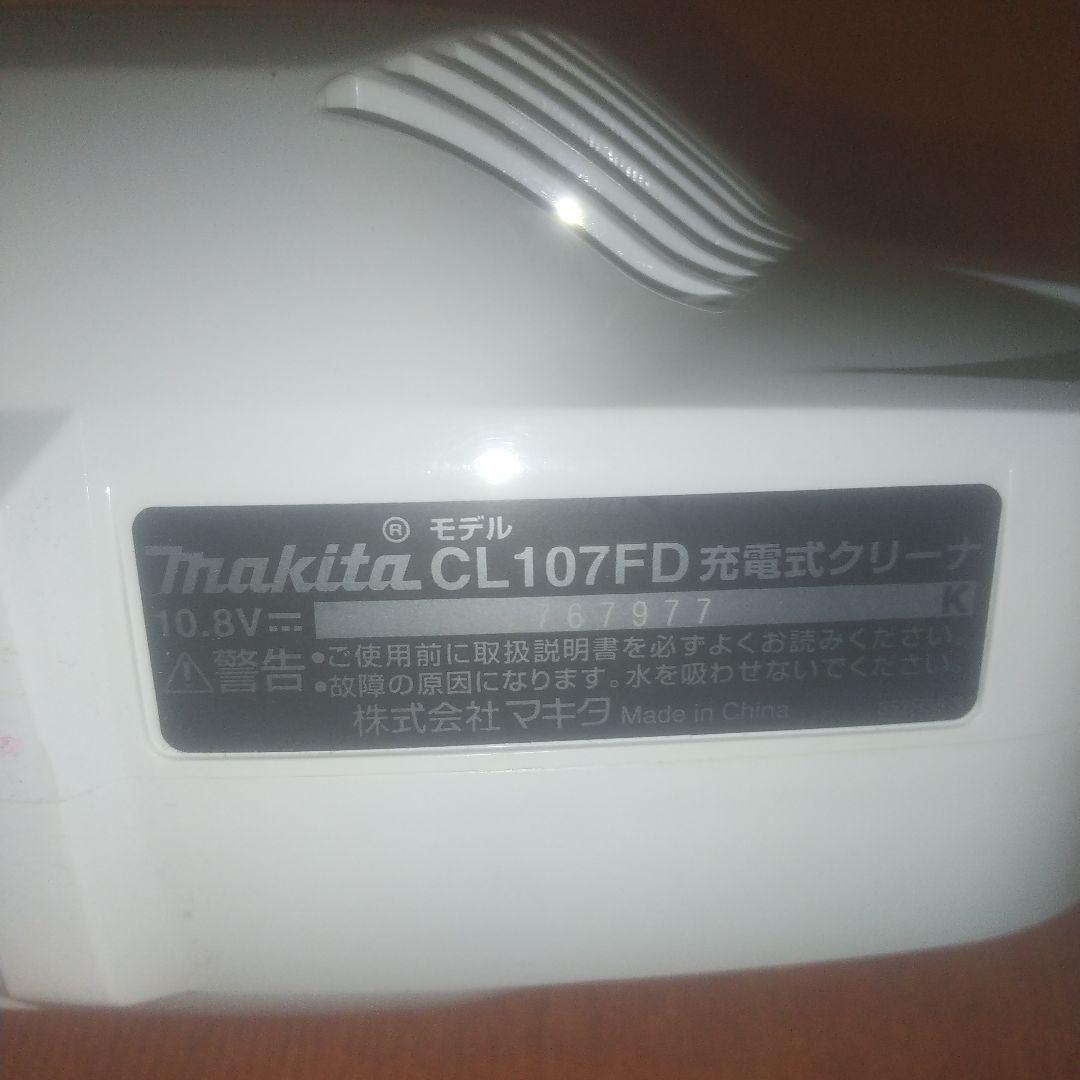 ® モデル
makita CL107FD 充電式クリーナ
10.8V⎓ 767977 K
⚠警告 •ご使用前に取扱説明書を必ずよくお読みください。
•故障の原因になります。水を吸わせないでください。
株式会社マキタ Made in China